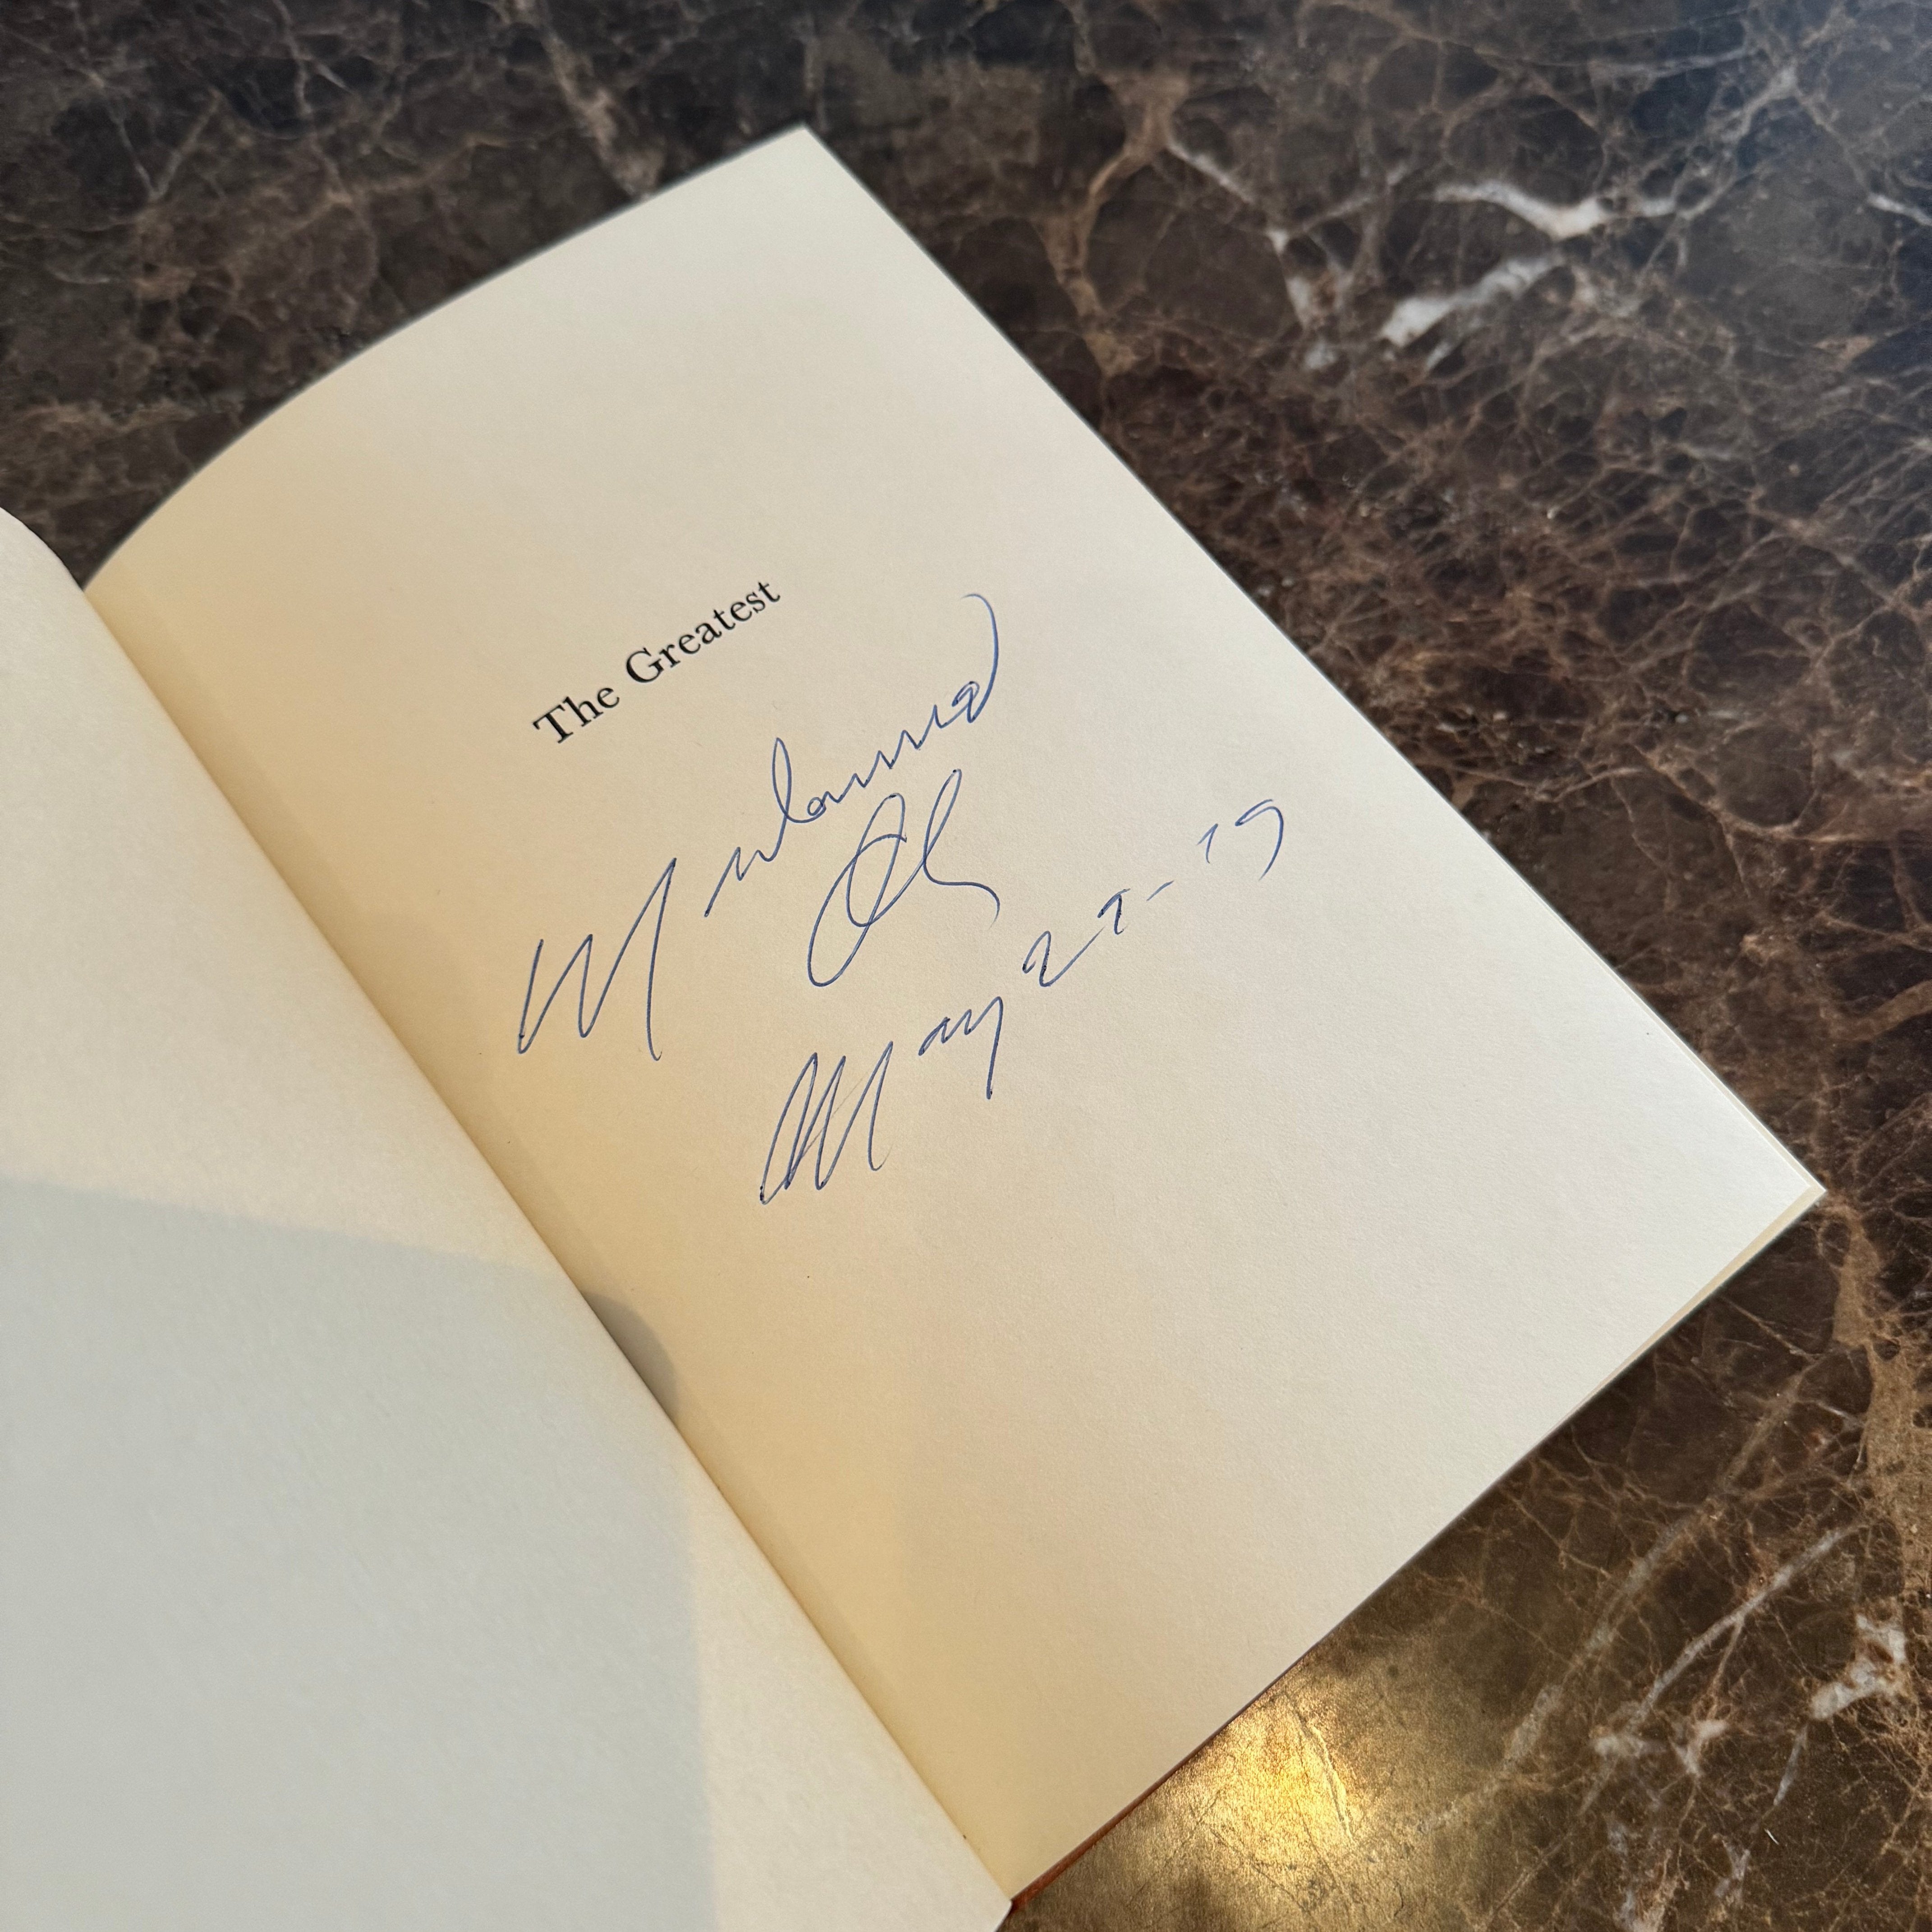 The Greatest
Muhammad
Ali
May 27-79